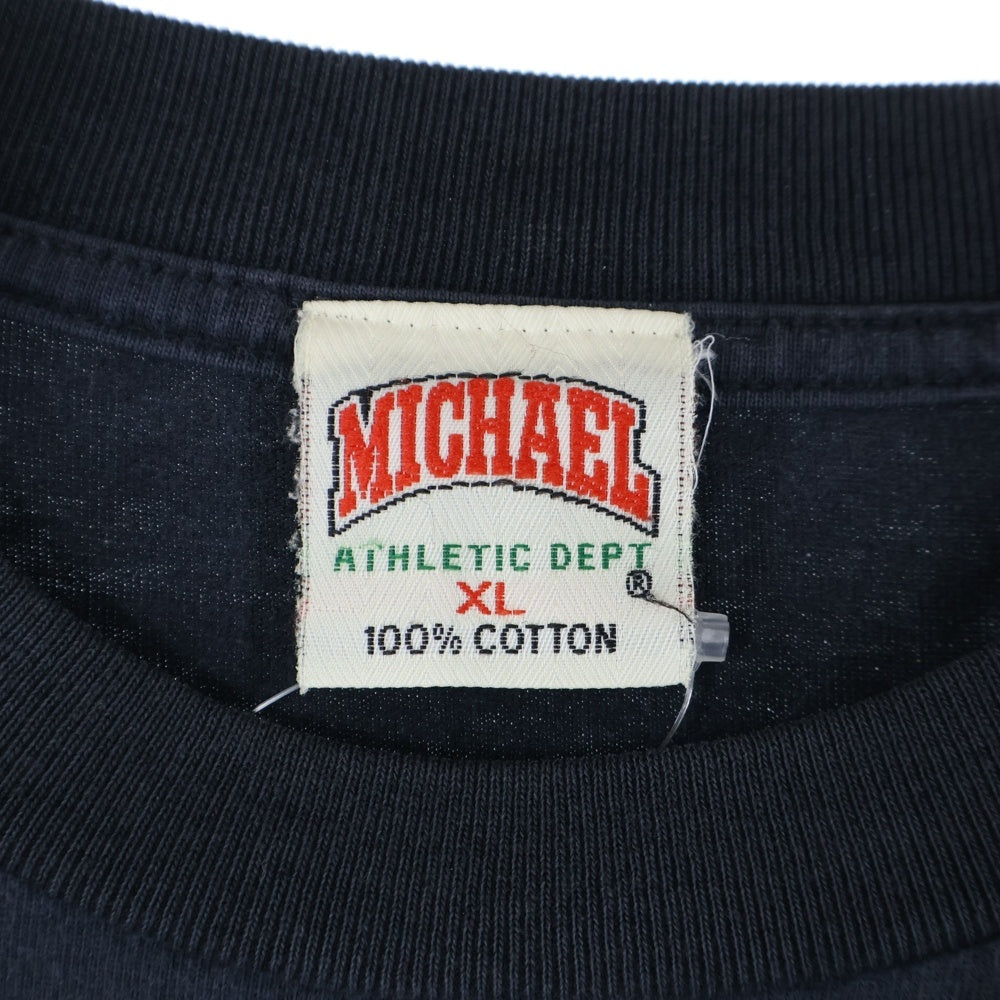 MICHAEL
ATHLETIC DEPT
®
XL
100% COTTON